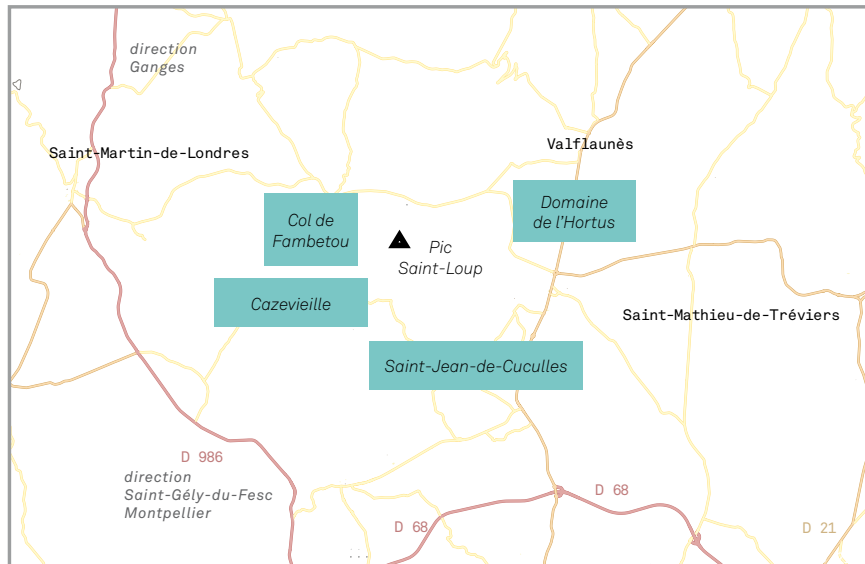 direction
Ganges
Saint-Martin-de-Londres
Valflaunès
Col de
Fambetou
Domaine
de l'Hortus
Pic
Saint-Loup
Cazevieille
Saint-Mathieu-de-Tréviers
Saint-Jean-de-Cuculles
D 986
direction
Saint-Gély-du-Fesc
Montpellier
D 68
D 68
D 21